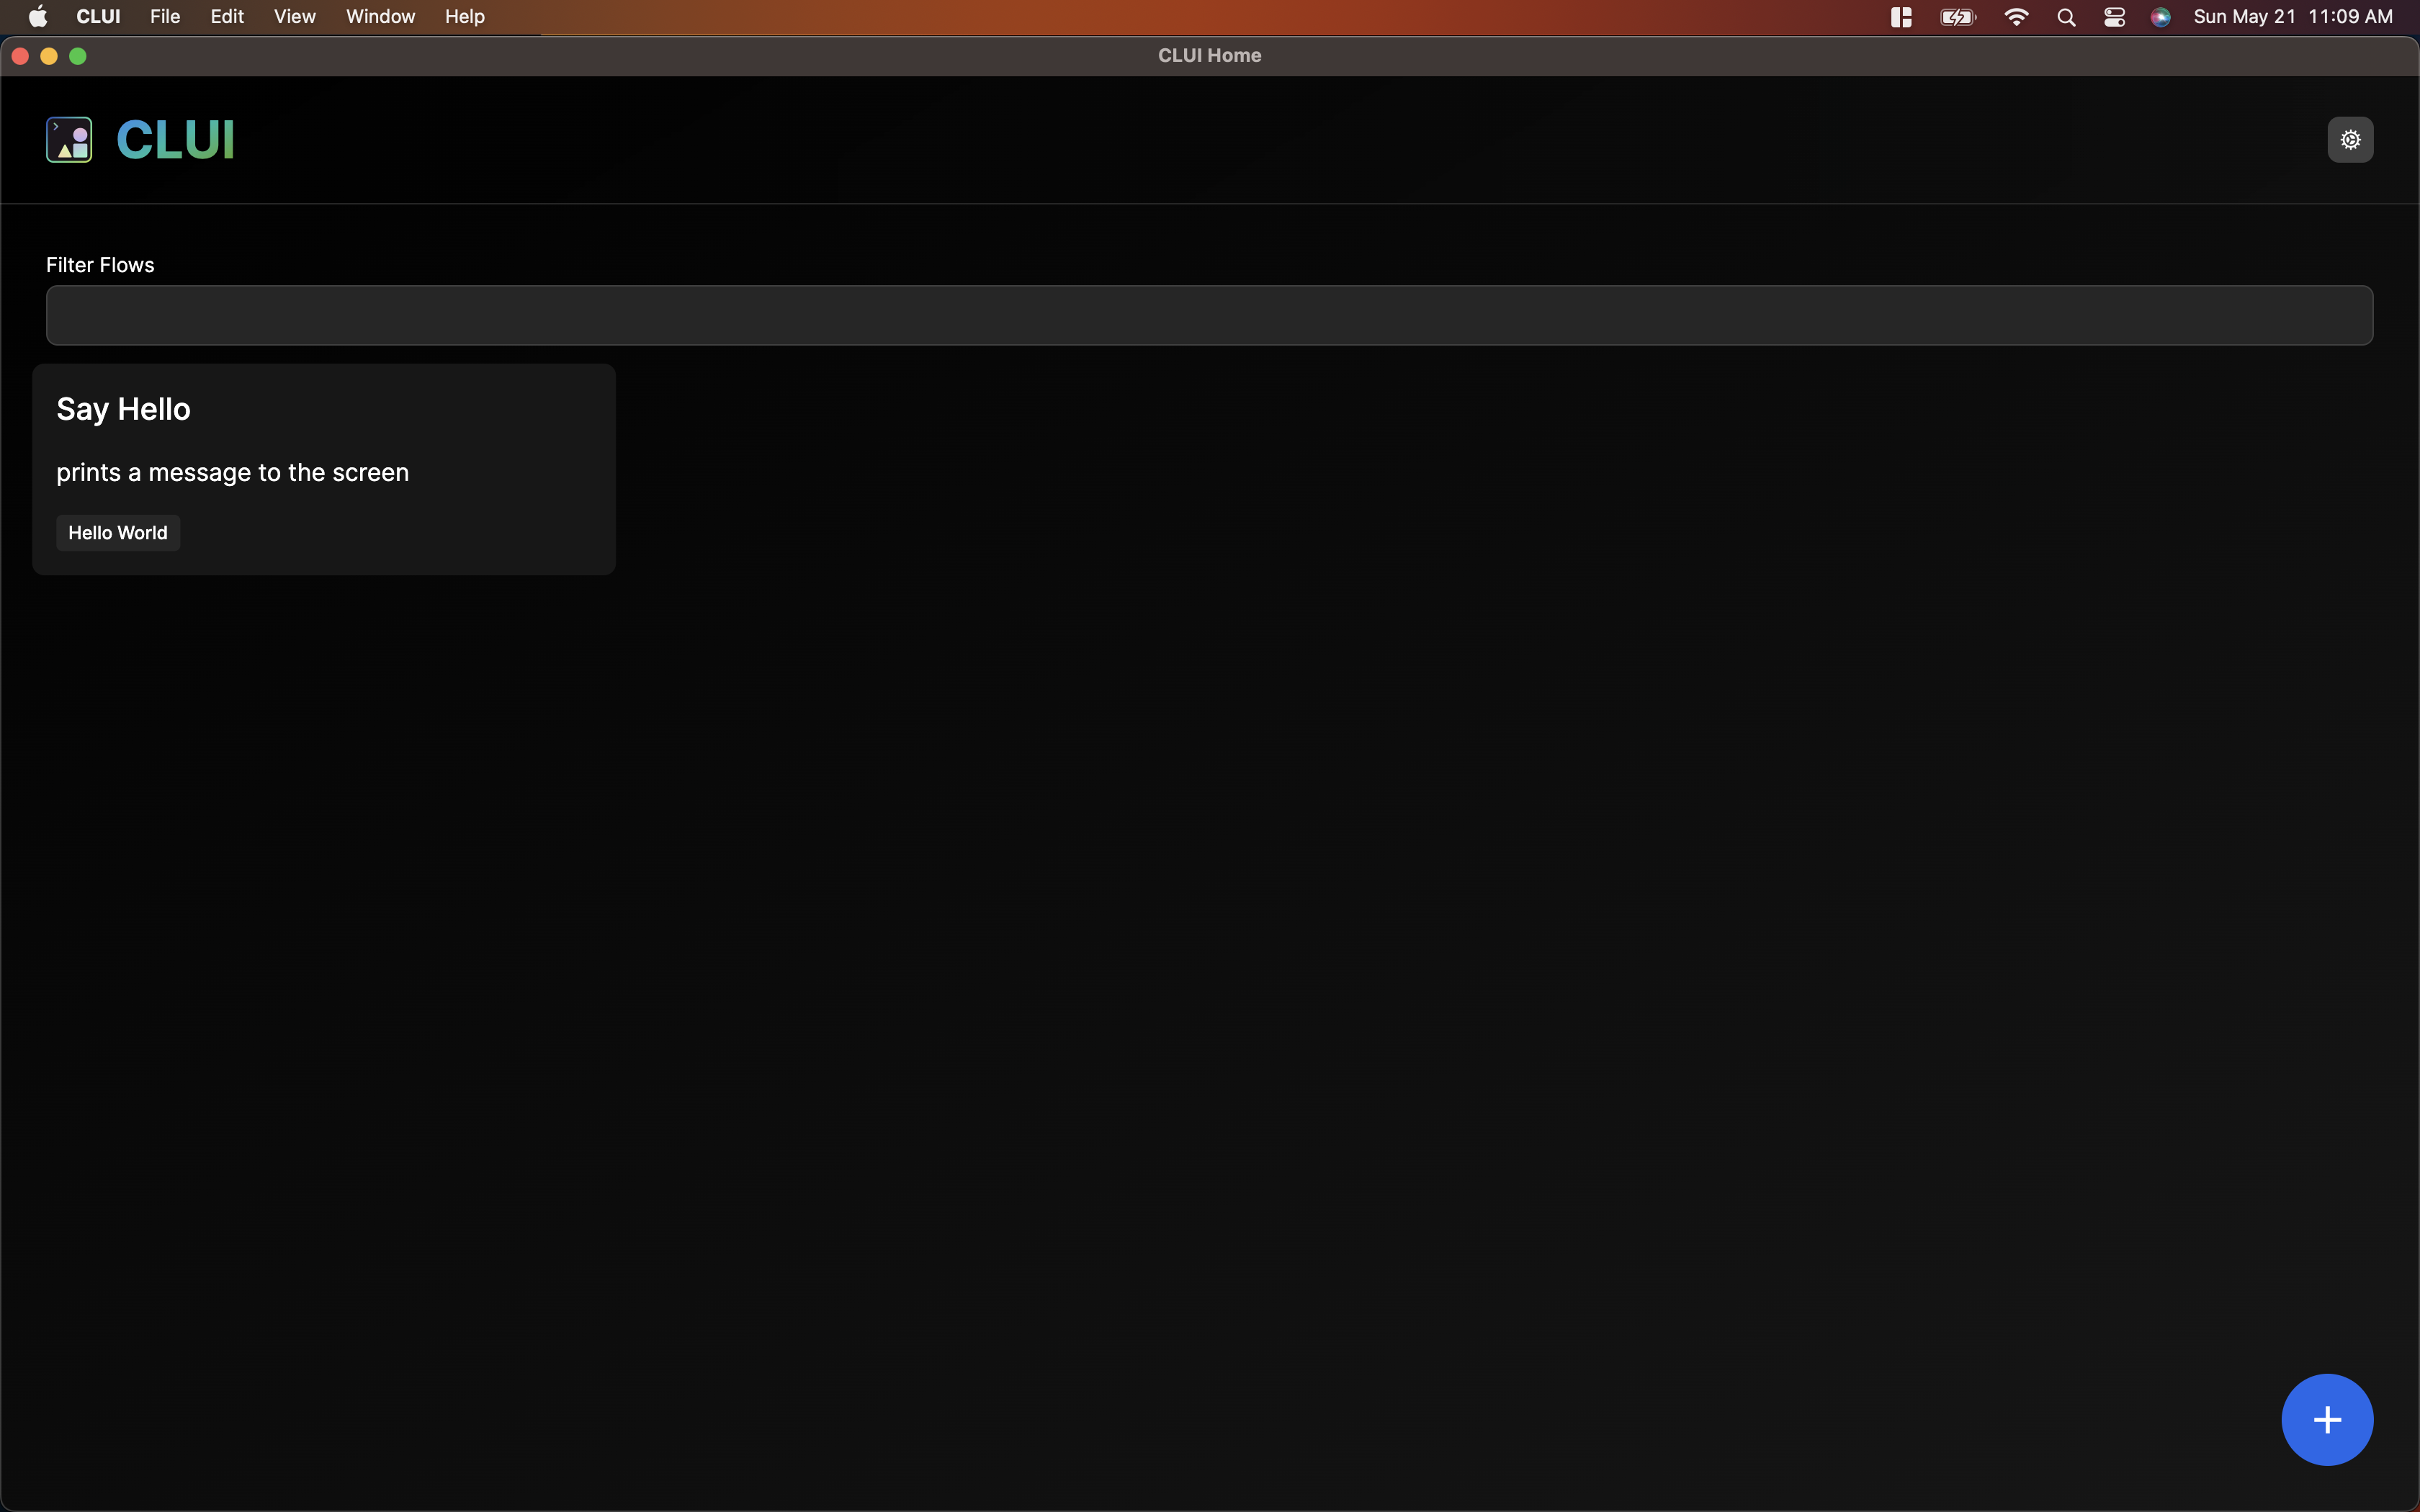 CLUI File Edit View Window Help Sun May 21 11:09 AM
CLUI Home
CLUI
Filter Flows
Say Hello
prints a message to the screen
Hello World